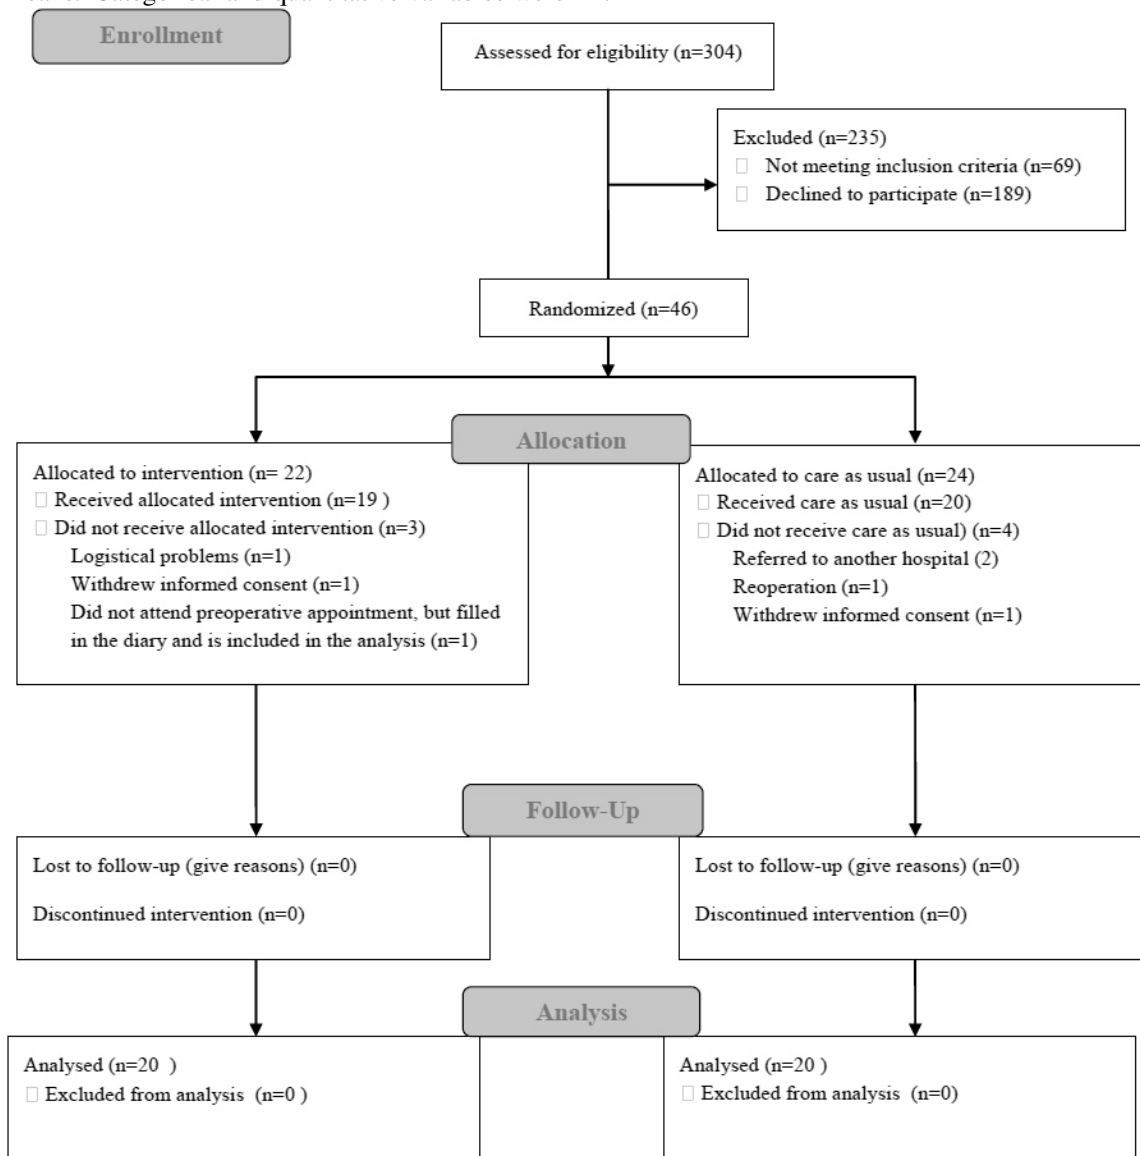 Enrollment
Assessed for eligibility (n=304)
Excluded (n=235)
Not meeting inclusion criteria (n=69)
Declined to participate (n=189)
Randomized (n=46)
Allocation
Allocated to intervention (n= 22)
Received allocated intervention (n=19 )
Did not receive allocated intervention (n=3)
Logistical problems (n=1)
Withdrew informed consent (n=1)
Did not attend preoperative appointment, but filled
in the diary and is included in the analysis (n=1)
Allocated to care as usual (n=24)
Received care as usual (n=20)
Did not receive care as usual) (n=4)
Referred to another hospital (2)
Reoperation (n=1)
Withdrew informed consent (n=1)
Follow-Up
Lost to follow-up (give reasons) (n=0)
Discontinued intervention (n=0)
Lost to follow-up (give reasons) (n=0)
Discontinued intervention (n=0)
Analysis
Analysed (n=20 )
Excluded from analysis (n=0 )
Analysed (n=20 )
Excluded from analysis (n=0)